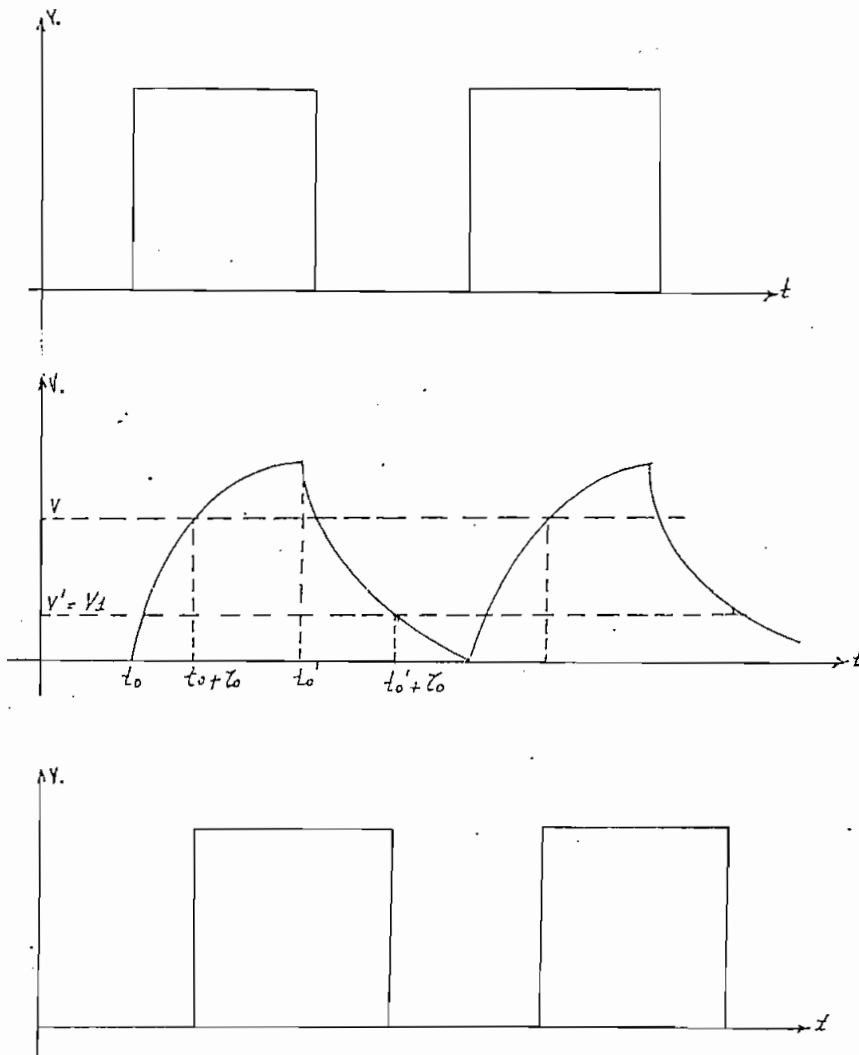 V.
t
V.
V
V' = V1
t
t₀ t₀+τ₀ t₀' t₀'+τ₀
V.
t